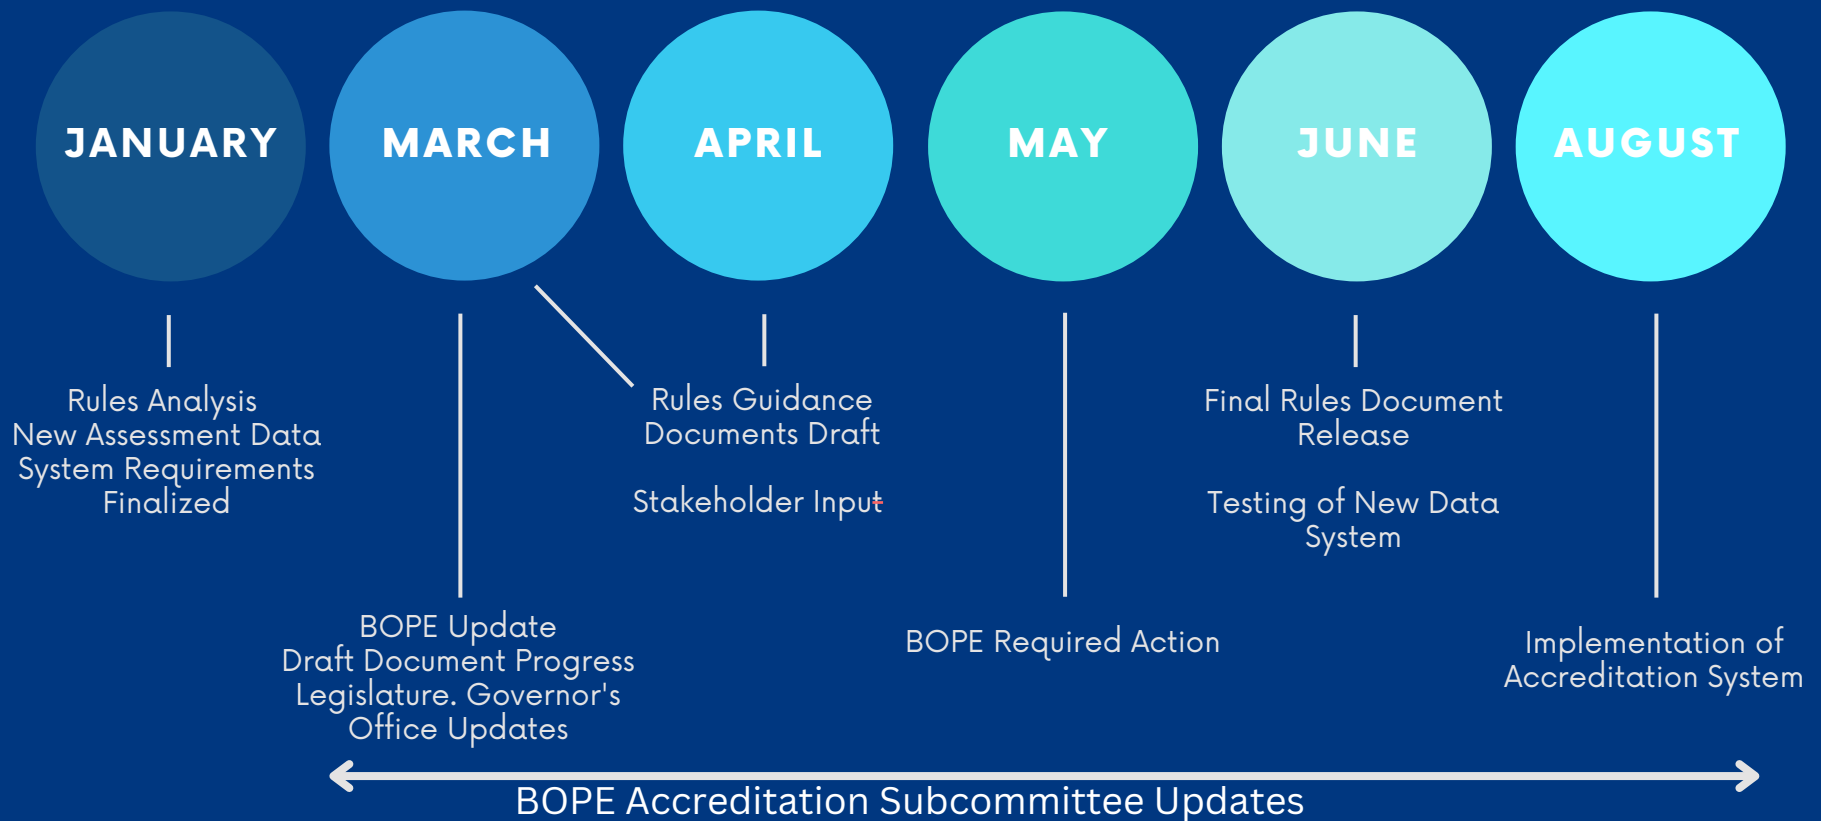 JANUARY
MARCH
APRIL
MAY
JUNE
AUGUST
Rules Analysis
New Assessment Data
System Requirements
Finalized
BOPE Update
Draft Document Progress
Legislature. Governor's
Office Updates
Rules Guidance
Documents Draft
Stakeholder Input
BOPE Required Action
Final Rules Document
Release
Testing of New Data
System
Implementation of
Accreditation System
BOPE Accreditation Subcommittee Updates